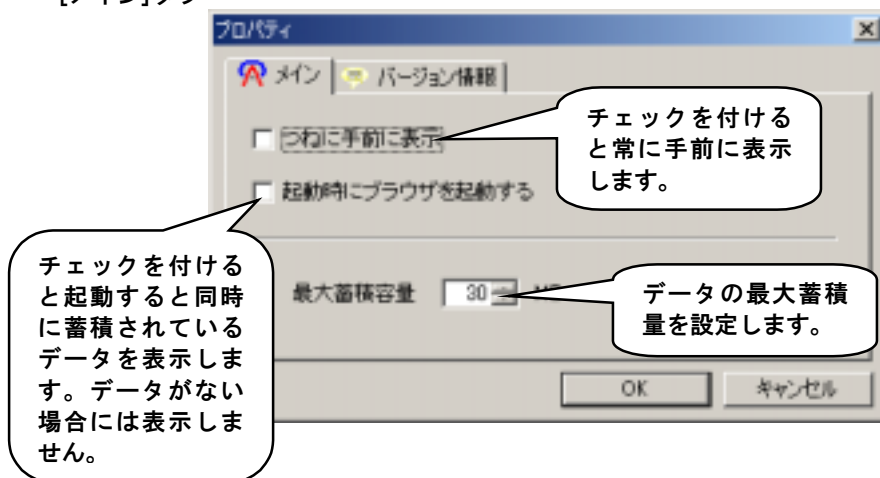 プロパティ
メイン
バージョン情報
チェックを付ける
と常に手前に表示
します。
つねに手前に表示
起動時にブラウザを起動する
チェックを付ける
と起動すると同時
に蓄積されている
データを表示しま
す。データがない
場合には表示しま
せん。
最大蓄積容量 30
データの最大蓄積
量を設定します。
OK キャンセル